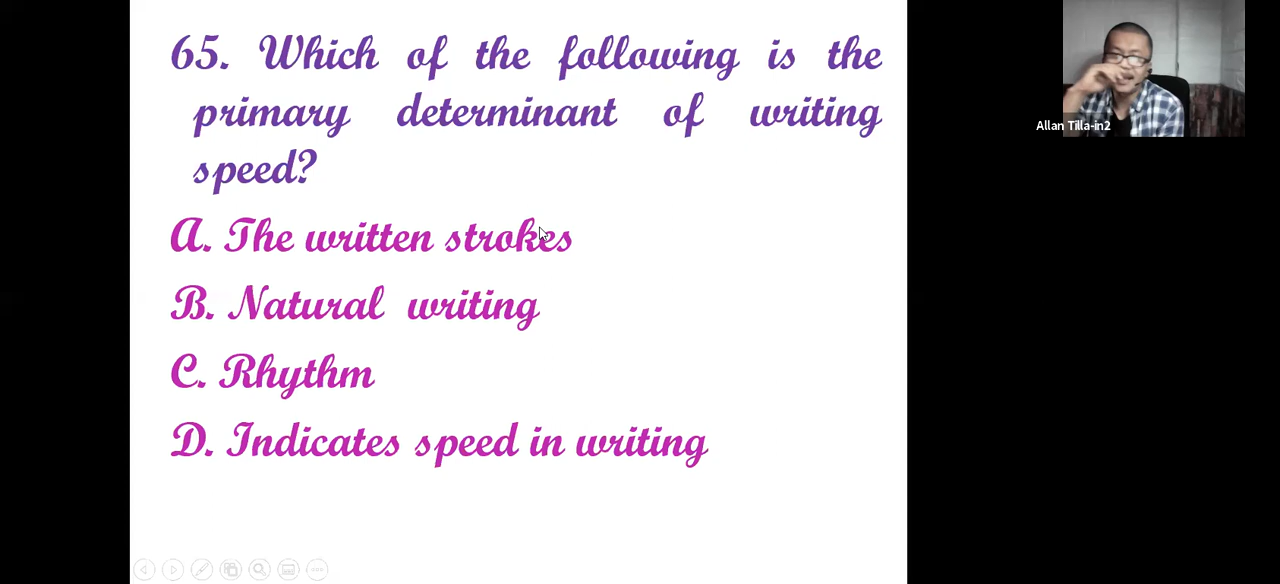 65. Which of the following is the
primary determinant of writing
speed?
A. The written strokes
B. Natural writing
C. Rhythm
D. Indicates speed in writing
Allan Tilla-in2